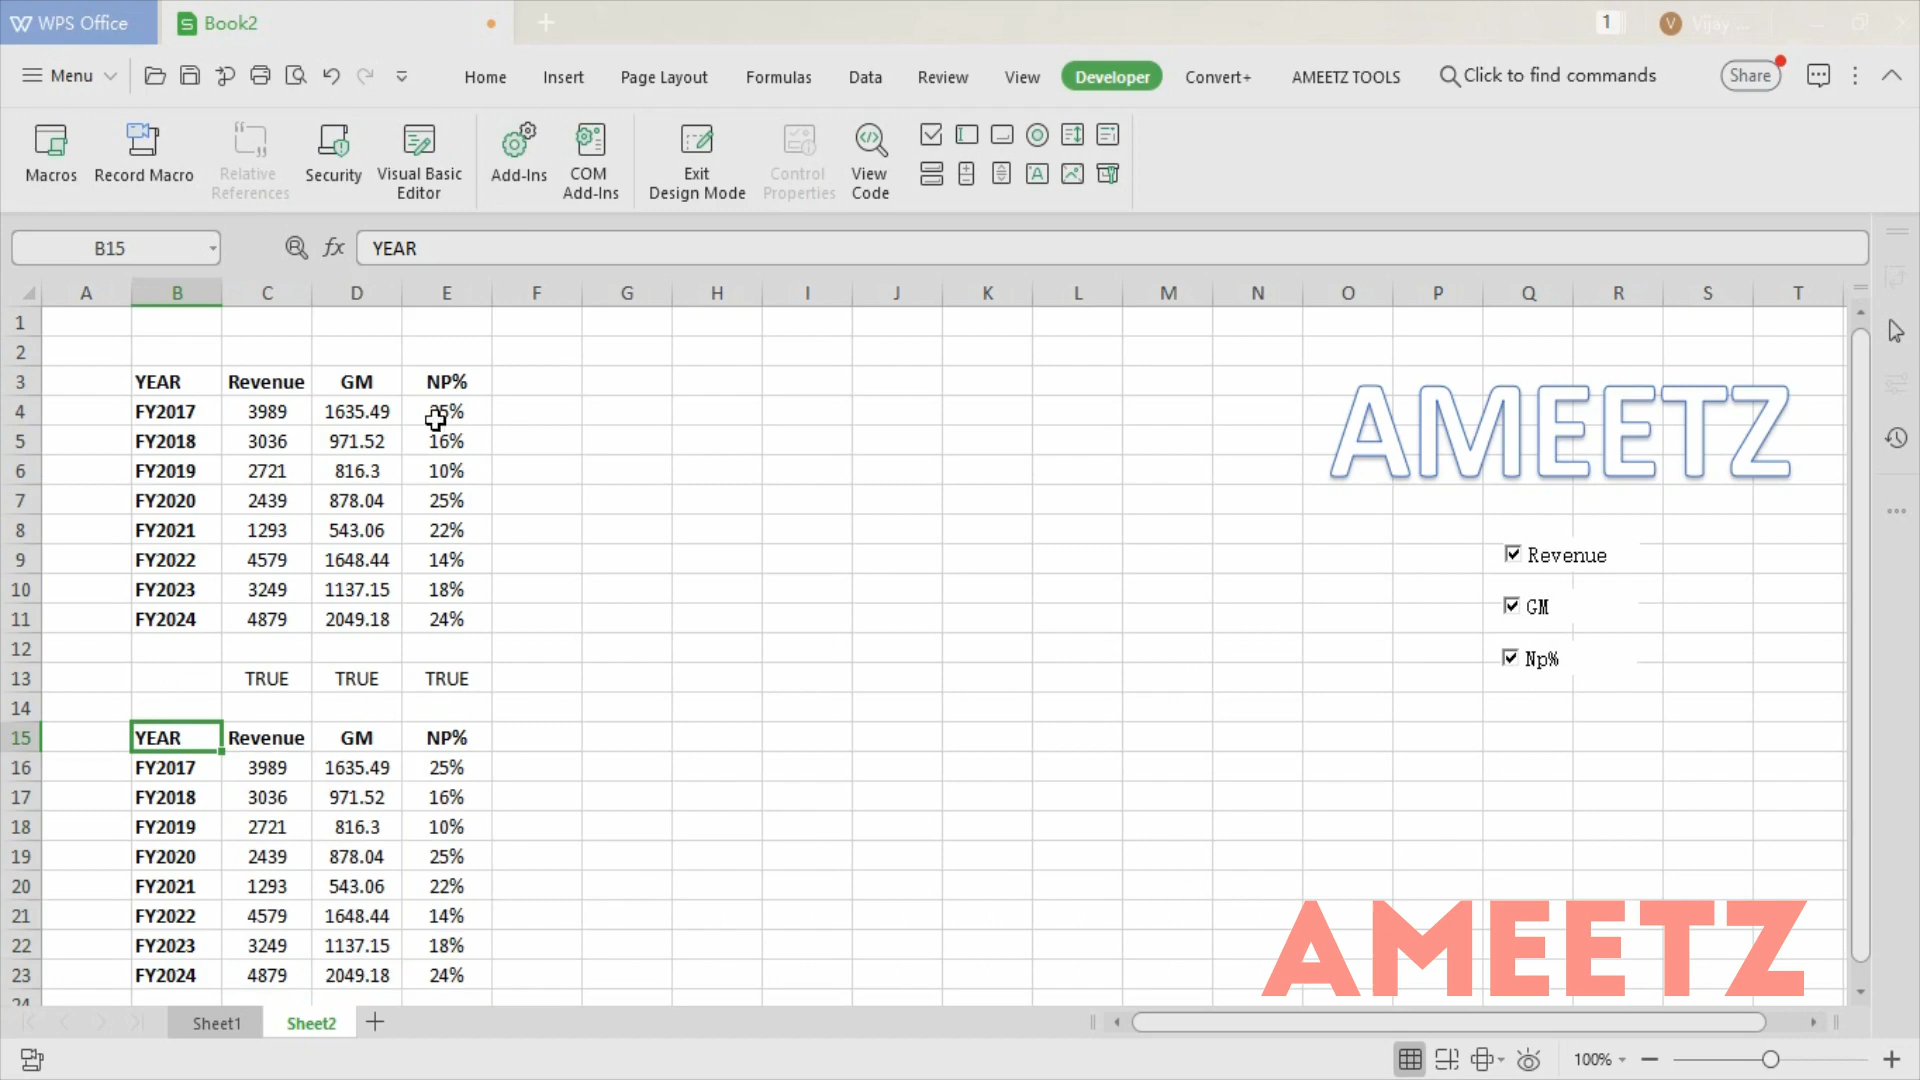 WPS Office Book2 1 V Vijay ...
Menu Home Insert Page Layout Formulas Data Review View Developer Convert+ AMEETZ TOOLS Click to find commands Share
Macros Record Macro Relative References Security Visual Basic Editor Add-Ins COM Add-Ins Exit Design Mode Control Properties View Code
B15 fx YEAR
A B C D E F G H I J K L M N O P Q R S T
1
2
3 YEAR Revenue GM NP%
4 FY2017 3989 1635.49 25%
5 FY2018 3036 971.52 16%
6 FY2019 2721 816.3 10%
7 FY2020 2439 878.04 25%
8 FY2021 1293 543.06 22%
9 FY2022 4579 1648.44 14%
10 FY2023 3249 1137.15 18%
11 FY2024 4879 2049.18 24%
12
13 TRUE TRUE TRUE
14
15 YEAR Revenue GM NP%
16 FY2017 3989 1635.49 25%
17 FY2018 3036 971.52 16%
18 FY2019 2721 816.3 10%
19 FY2020 2439 878.04 25%
20 FY2021 1293 543.06 22%
21 FY2022 4579 1648.44 14%
22 FY2023 3249 1137.15 18%
23 FY2024 4879 2049.18 24%
24
AMEETZ
Revenue
GM
Np%
AMEETZ
Sheet1 Sheet2
100%